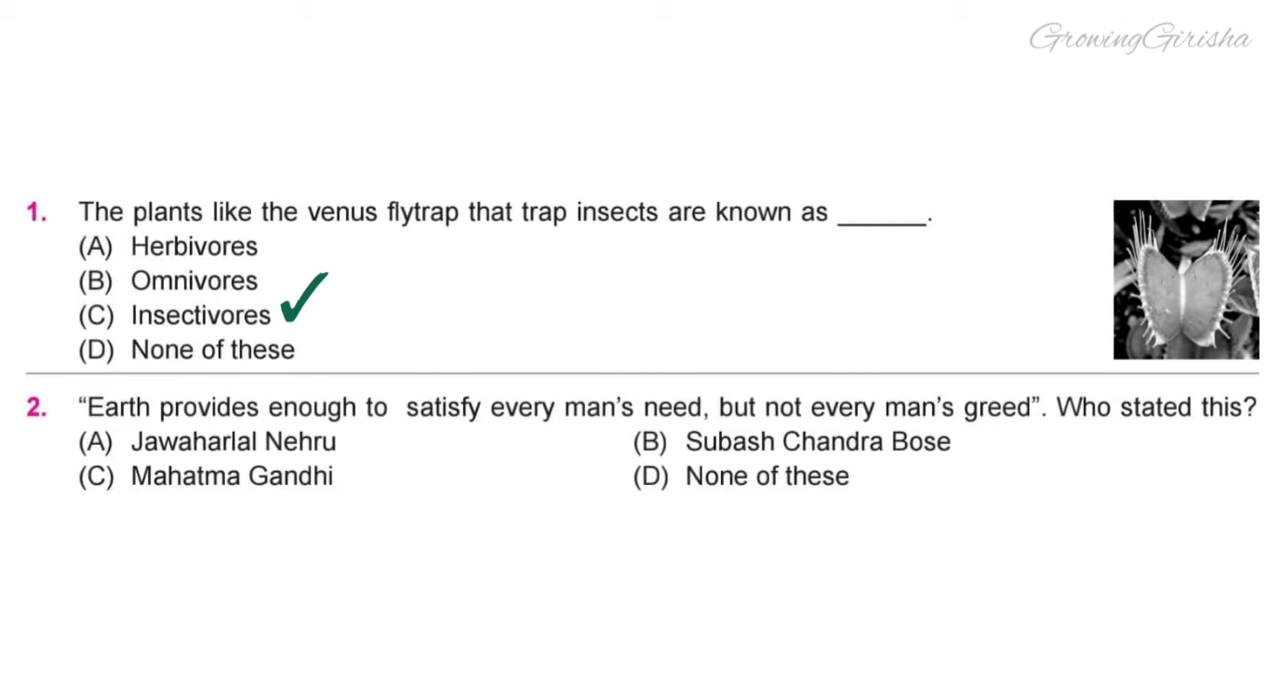 GrowingGirisha
1. The plants like the venus flytrap that trap insects are known as ______.
(A) Herbivores
(B) Omnivores
(C) Insectivores
(D) None of these
2. “Earth provides enough to satisfy every man’s need, but not every man’s greed”. Who stated this?
(A) Jawaharlal Nehru (B) Subash Chandra Bose
(C) Mahatma Gandhi (D) None of these